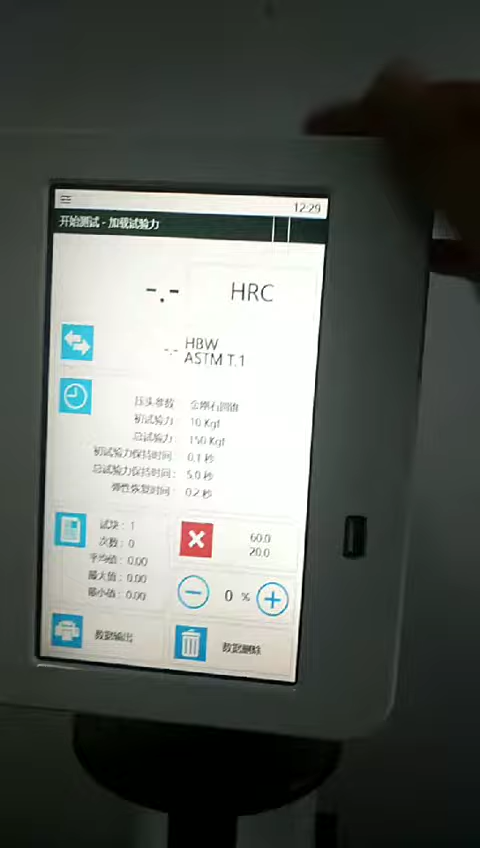 12:29
开始测试 - 加载试验力
-.- HRC
-.- HBW
ASTM T.1
压头参数 金刚石圆锥
初试验力: 10 Kgf
总试验力: 150 Kgf
初试验力保持时间: 0.1 秒
总试验力保持时间: 5.0 秒
弹性恢复时间: 0.2 秒
试块: 1
次数: 0
平均值: 0.00
最大值: 0.00
最小值: 0.00
60.0
20.0
0 %
数据输出
数据删除